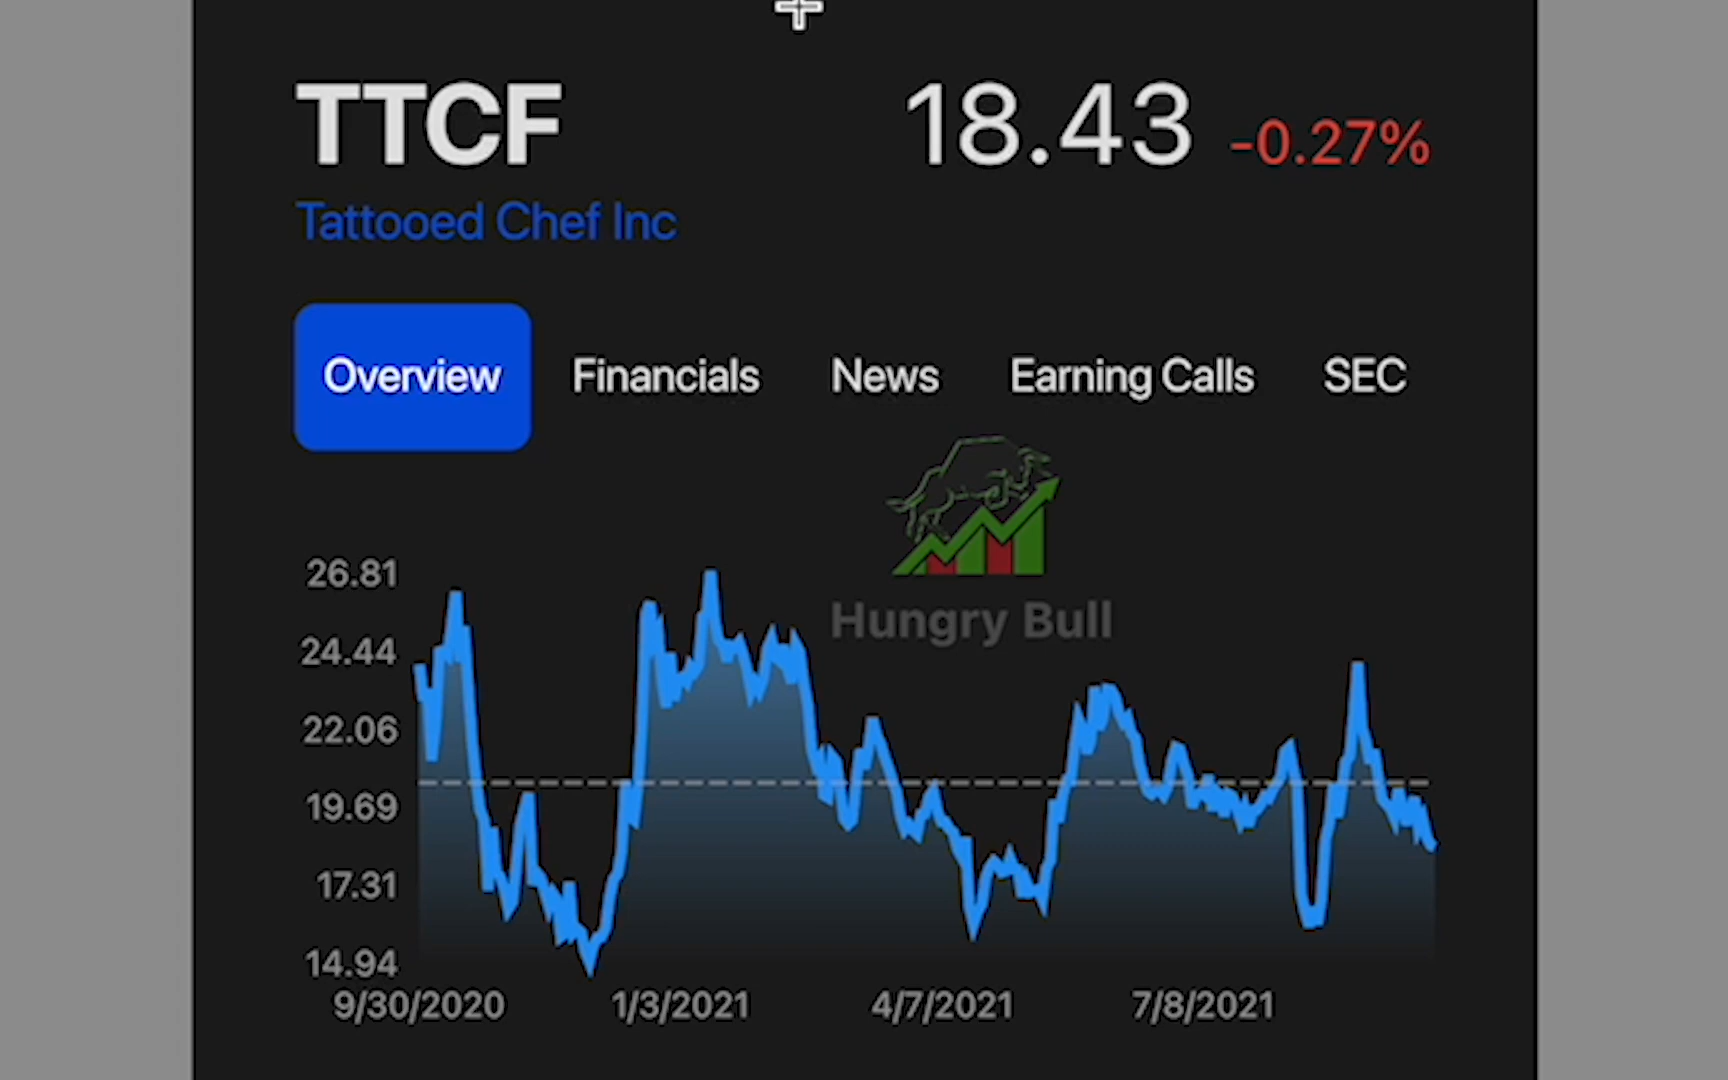 TTCF 18.43 -0.27%
Tattooed Chef Inc
Overview Financials News Earning Calls SEC
Hungry Bull
26.81
24.44
22.06
19.69
17.31
14.94
9/30/2020 1/3/2021 4/7/2021 7/8/2021